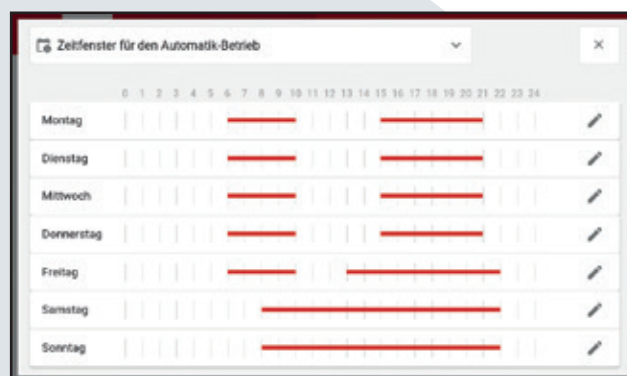 Zeitfenster für den Automatik-Betrieb
0 1 2 3 4 5 6 7 8 9 10 11 12 13 14 15 16 17 18 19 20 21 22 23 24
Montag
Dienstag
Mittwoch
Donnerstag
Freitag
Samstag
Sonntag